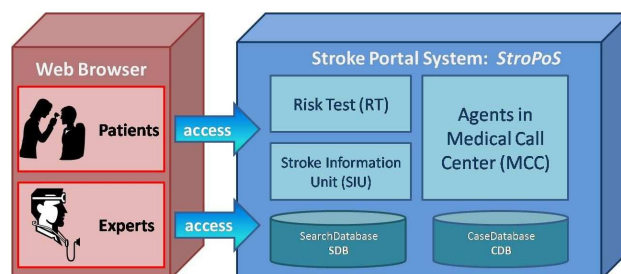 Web Browser
Patients
Experts
access
access
Stroke Portal System: StroPoS
Risk Test (RT)
Stroke Information
Unit (SIU)
Agents in
Medical Call
Center (MCC)
SearchDatabase
SDB
CaseDatabase
CDB